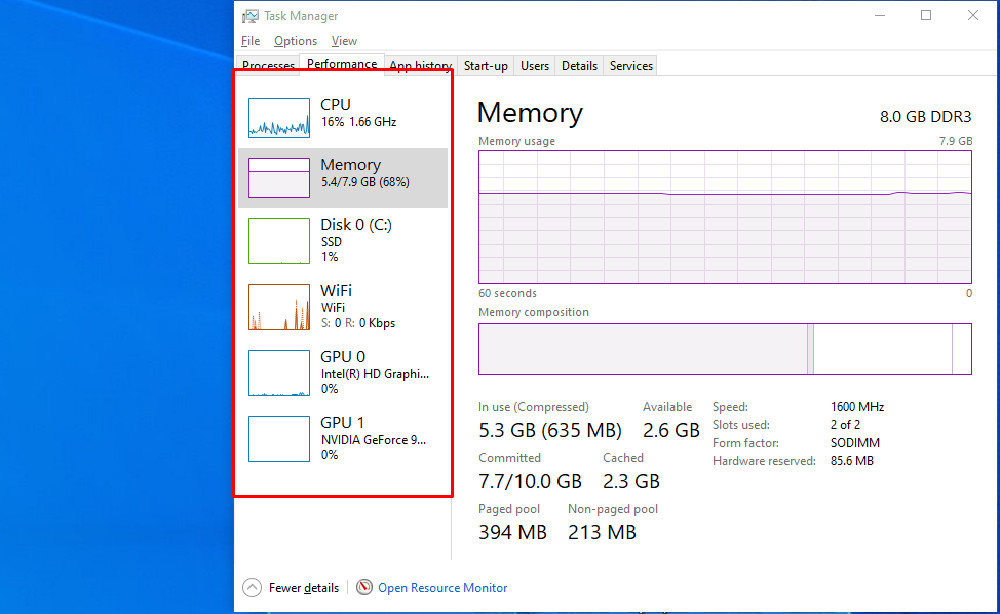 Task Manager
File Options View
Processes Performance App history Start-up Users Details Services
CPU
16% 1.66 GHz
Memory
5.4/7.9 GB (68%)
Disk 0 (C:)
SSD
1%
WiFi
WiFi
S: 0 R: 0 Kbps
GPU 0
Intel(R) HD Graphi...
0%
GPU 1
NVIDIA GeForce 9...
0%
Memory 8.0 GB DDR3
Memory usage 7.9 GB
60 seconds 0
Memory composition
In use (Compressed) Available
5.3 GB (635 MB) 2.6 GB
Committed Cached
7.7/10.0 GB 2.3 GB
Paged pool Non-paged pool
394 MB 213 MB
Speed: 1600 MHz
Slots used: 2 of 2
Form factor: SODIMM
Hardware reserved: 85.6 MB
Fewer details Open Resource Monitor